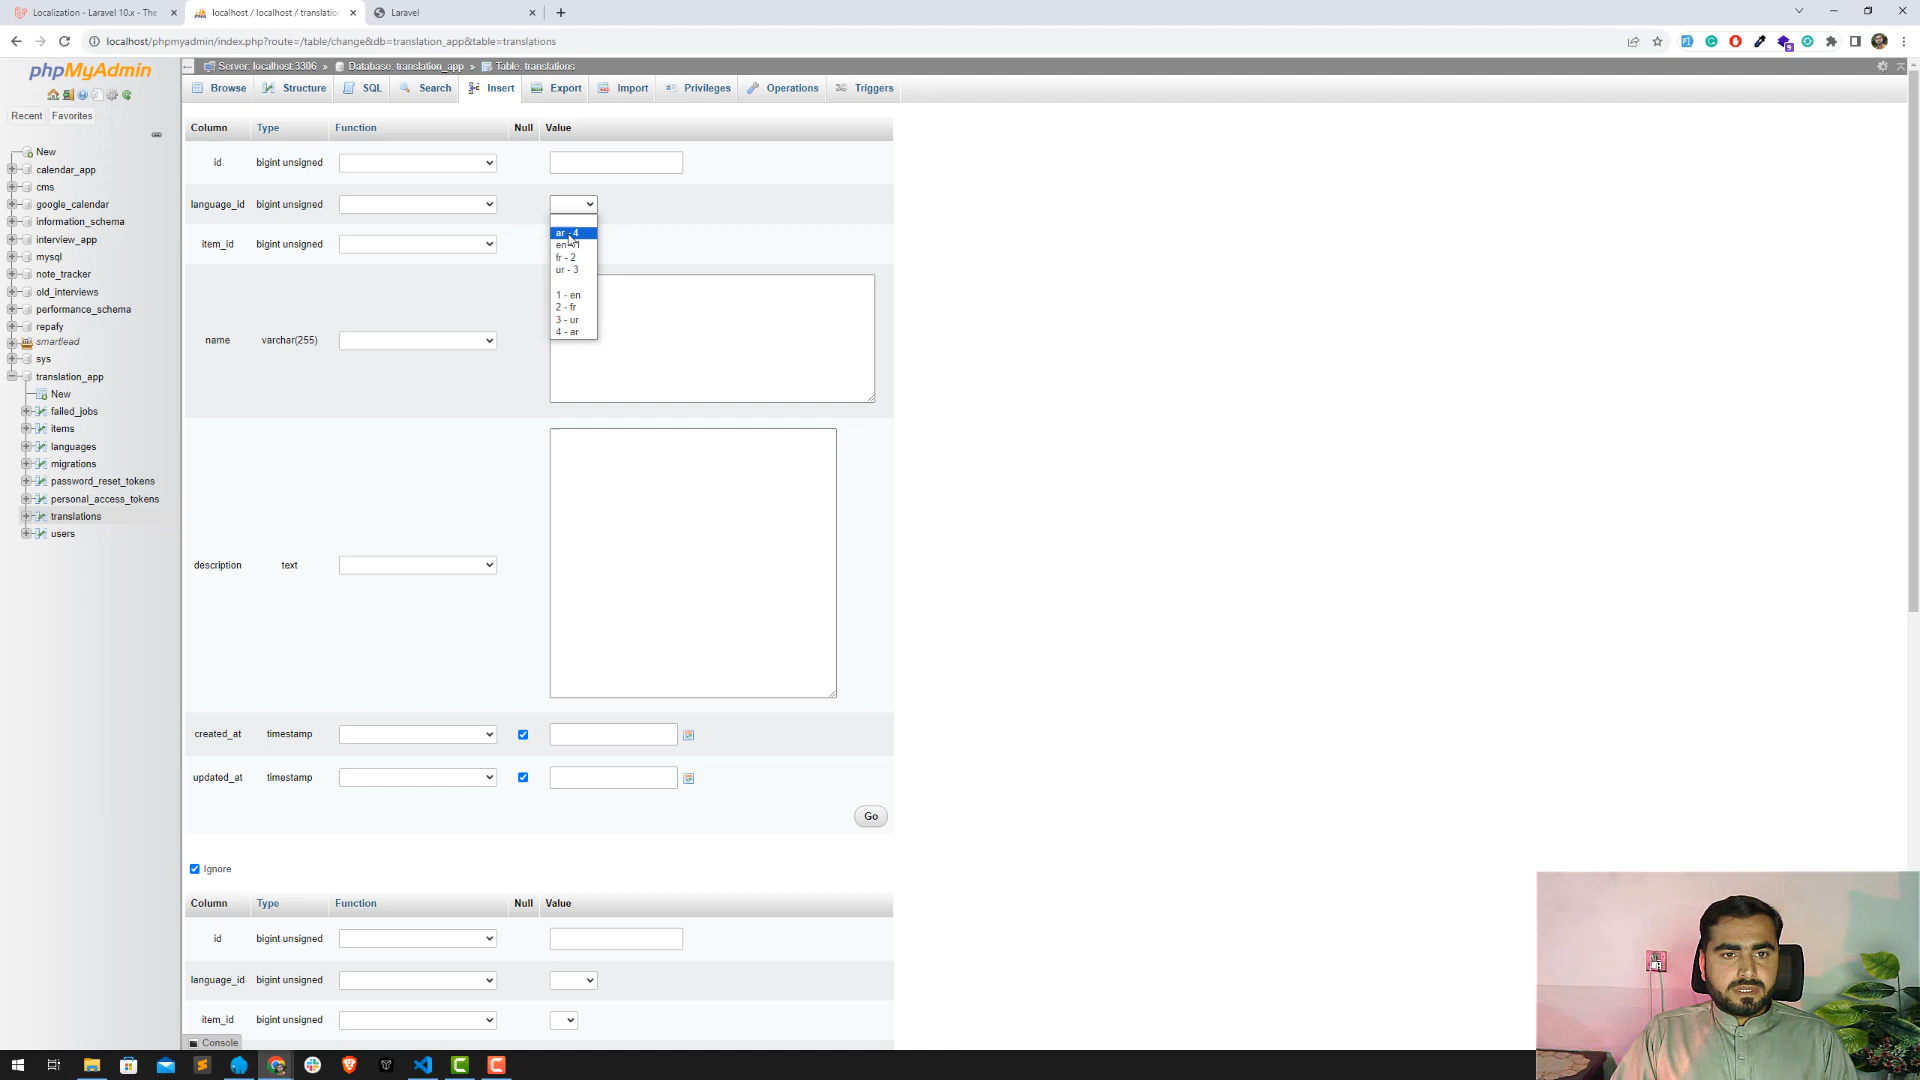 Localization - Laravel 10.x - The
localhost / localhost / translatio
Laravel
localhost/phpmyadmin/index.php?route=/table/change&db=translation_app&table=translations
phpMyAdmin
Server: localhost:3306 » Database: translation_app » Table: translations
Browse Structure SQL Search Insert Export Import Privileges Operations Triggers
Recent Favorites
New
calendar_app
cms
google_calendar
information_schema
interview_app
mysql
note_tracker
old_interviews
performance_schema
repafy
smartlead
sys
translation_app
New
failed_jobs
items
languages
migrations
password_reset_tokens
personal_access_tokens
translations
users
Column Type Function Null Value
id bigint unsigned
language_id bigint unsigned
ar - 4
fr - 2
ur - 3
1 - en
2 - fr
3 - ur
4 - ar
item_id bigint unsigned
name varchar(255)
description text
created_at timestamp
updated_at timestamp
Go
Ignore
Column Type Function Null Value
id bigint unsigned
language_id bigint unsigned
item_id bigint unsigned
Console